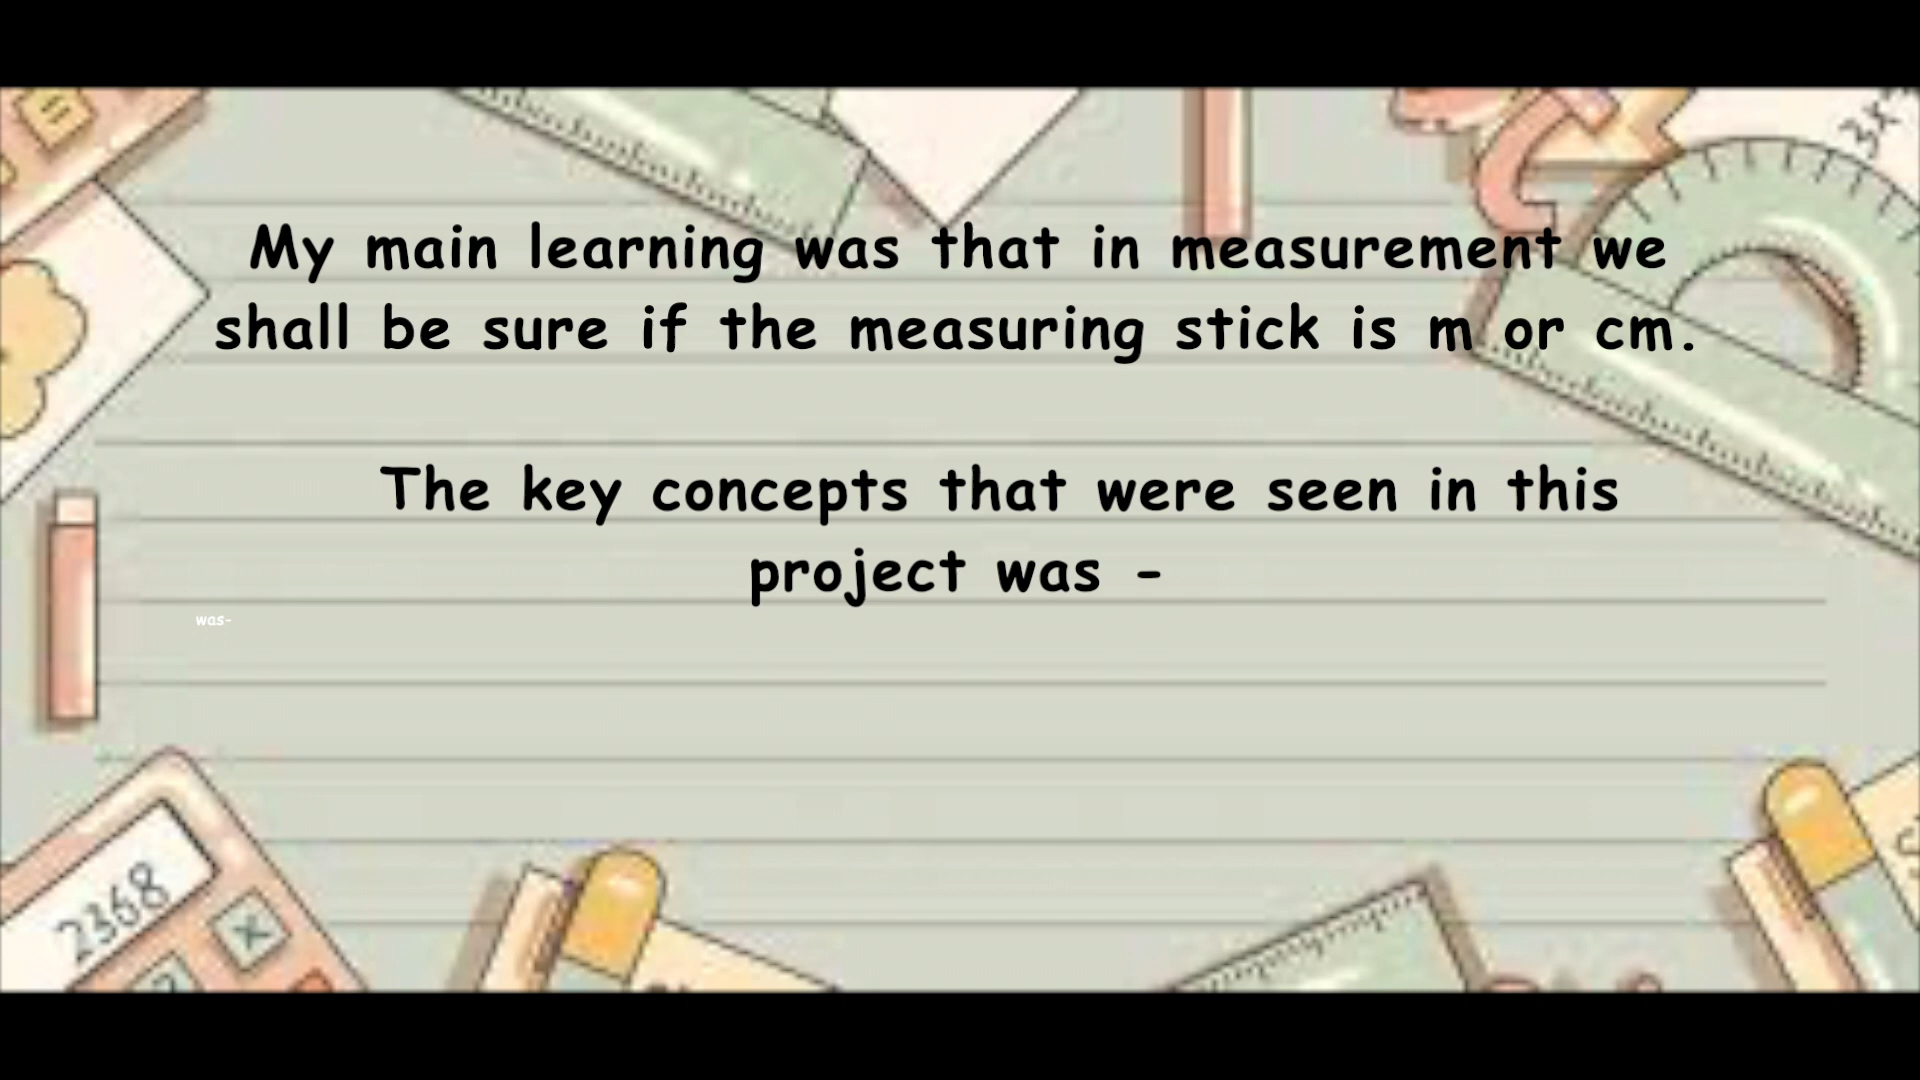 3x
My main learning was that in measurement we
shall be sure if the measuring stick is m or cm.
The key concepts that were seen in this
project was -
was-
2368